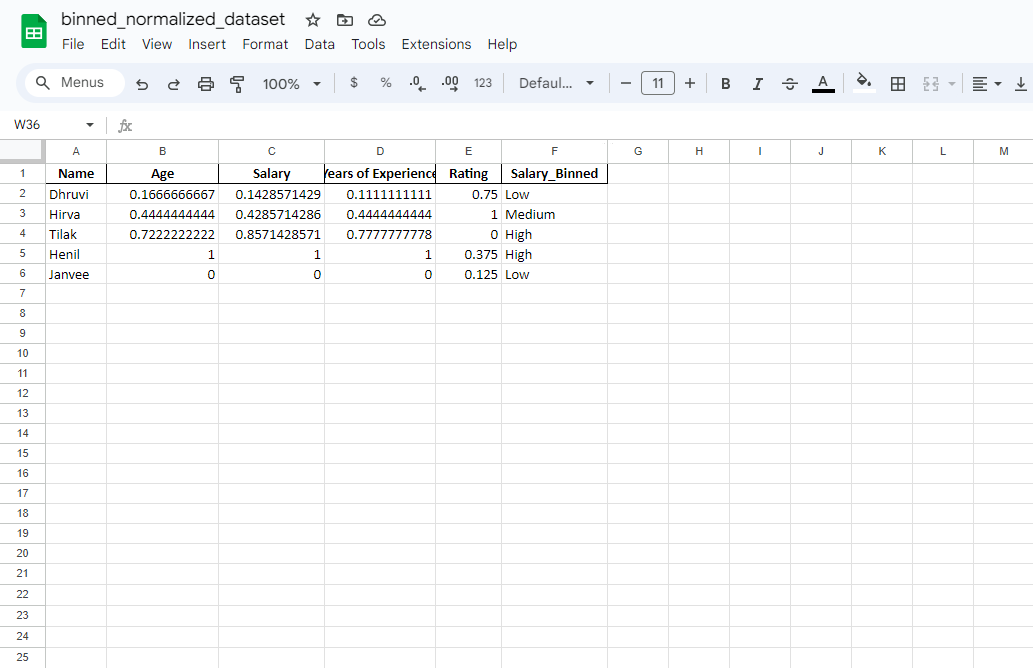 binned_normalized_dataset
File Edit View Insert Format Data Tools Extensions Help
Menus 100% $ % .0 .00 123 Defaul... − 11 + B I A
W36 fx
A B C D E F G H I J K L M
1 Name Age Salary Years of Experience Rating Salary_Binned
2 Dhruvi 0.1666666667 0.1428571429 0.1111111111 0.75 Low
3 Hirva 0.4444444444 0.4285714286 0.4444444444 1 Medium
4 Tilak 0.7222222222 0.8571428571 0.7777777778 0 High
5 Henil 1 1 1 0.375 High
6 Janvee 0 0 0 0.125 Low
7
8
9
10
11
12
13
14
15
16
17
18
19
20
21
22
23
24
25